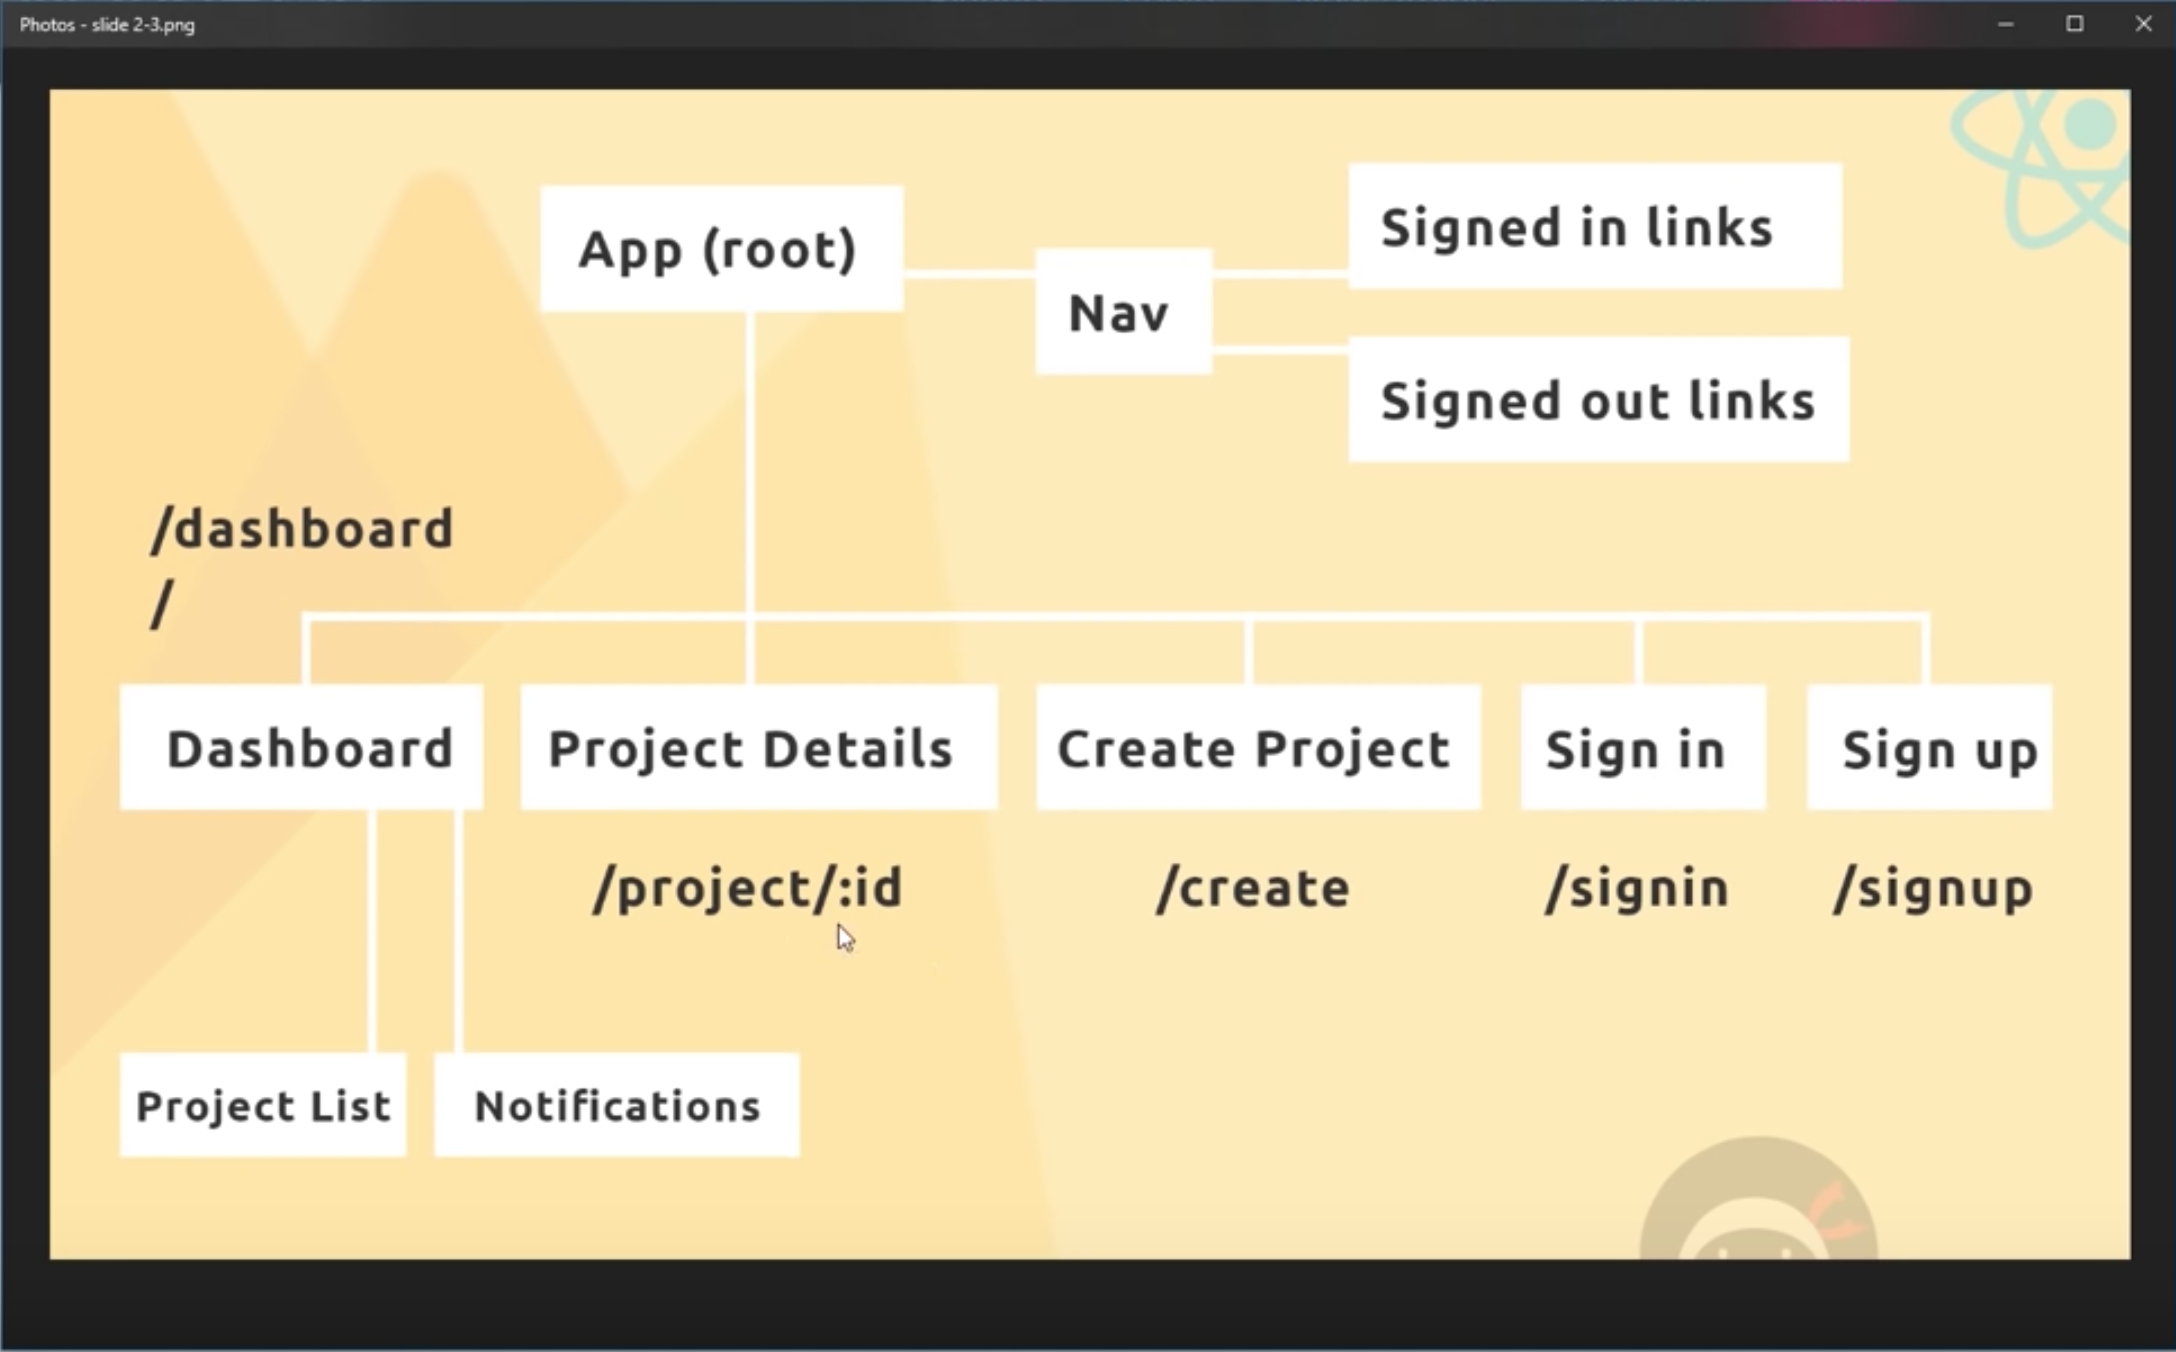 Photos - slide 2-3.png
App (root)
Signed in links
Nav
Signed out links
/dashboard
/
Dashboard
Project Details
Create Project
Sign in
Sign up
/project/:id
/create
/signin
/signup
Project List
Notifications